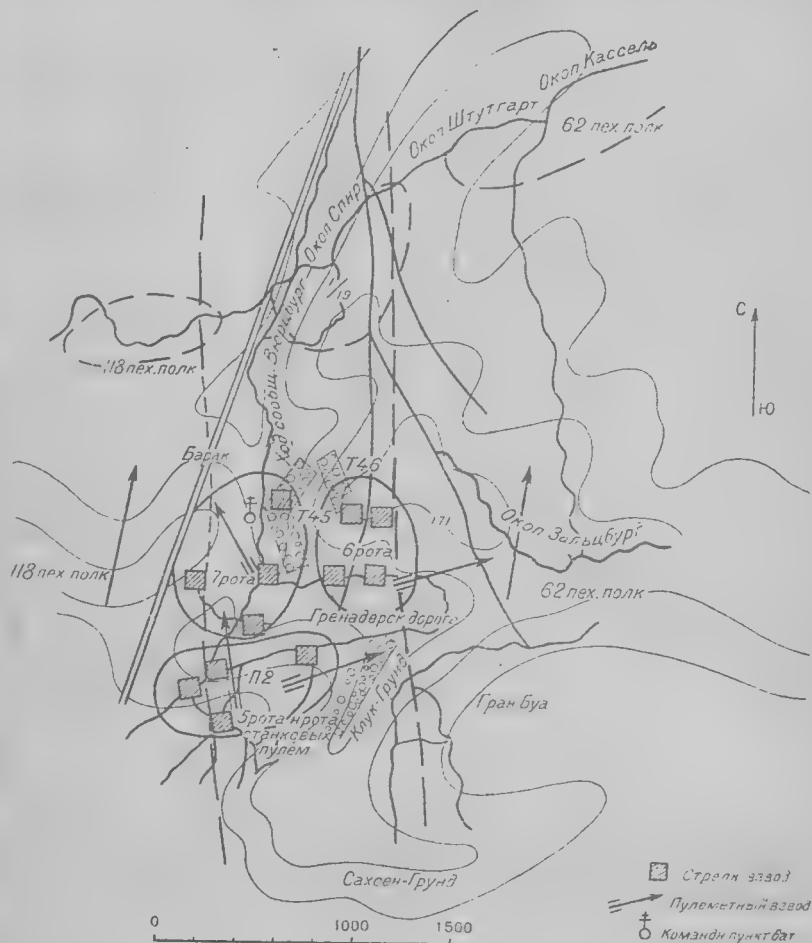 Окоп Кассель
Окоп Штутгарт
62 пех. полк
Окоп Спир
19
Ход сообщ. Вюрцбург
118 пех. полк
С
Ю
Барак
Т46
Т45
171
Окоп Зальцбург
6 рота
7 рота
118 пех полк
62 пех. полк
Гренадерск дорога
П2
Клук-Грунд
Гран Буа
5 рота и рота
станковых
пулем
Сахсен-Грунд
Стрелк взвод
Пулеметный взвод
Командн пункт бат
0 1000 1500